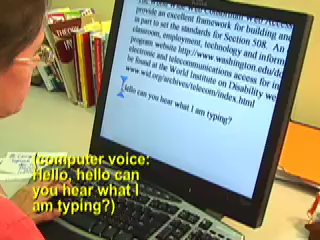 provide an excellent framework for building and
in part to set the standards for Section 508. An
classroom, employment, technology and inform
program website http://www.washington.edu/do
electronic and telecommunications access for in
be found at the World Institute on Disability we
www.wid.org/archives/telecom/index.html
Hello can you hear what I am typing?
(computer voice:
Hello, hello can
you hear what I
am typing?)